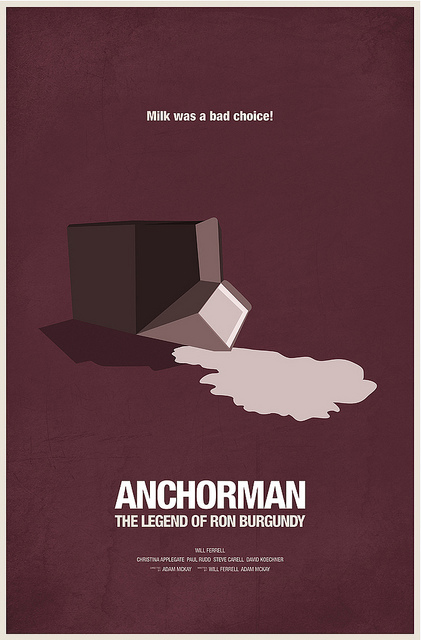 Milk was a bad choice!
ANCHORMAN
THE LEGEND OF RON BURGUNDY
WILL FERRELL
CHRISTINA APPLEGATE PAUL RUDD STEVE CARELL DAVID KOECHNER
ADAM MCKAY WILL FERRELL ADAM MCKAY